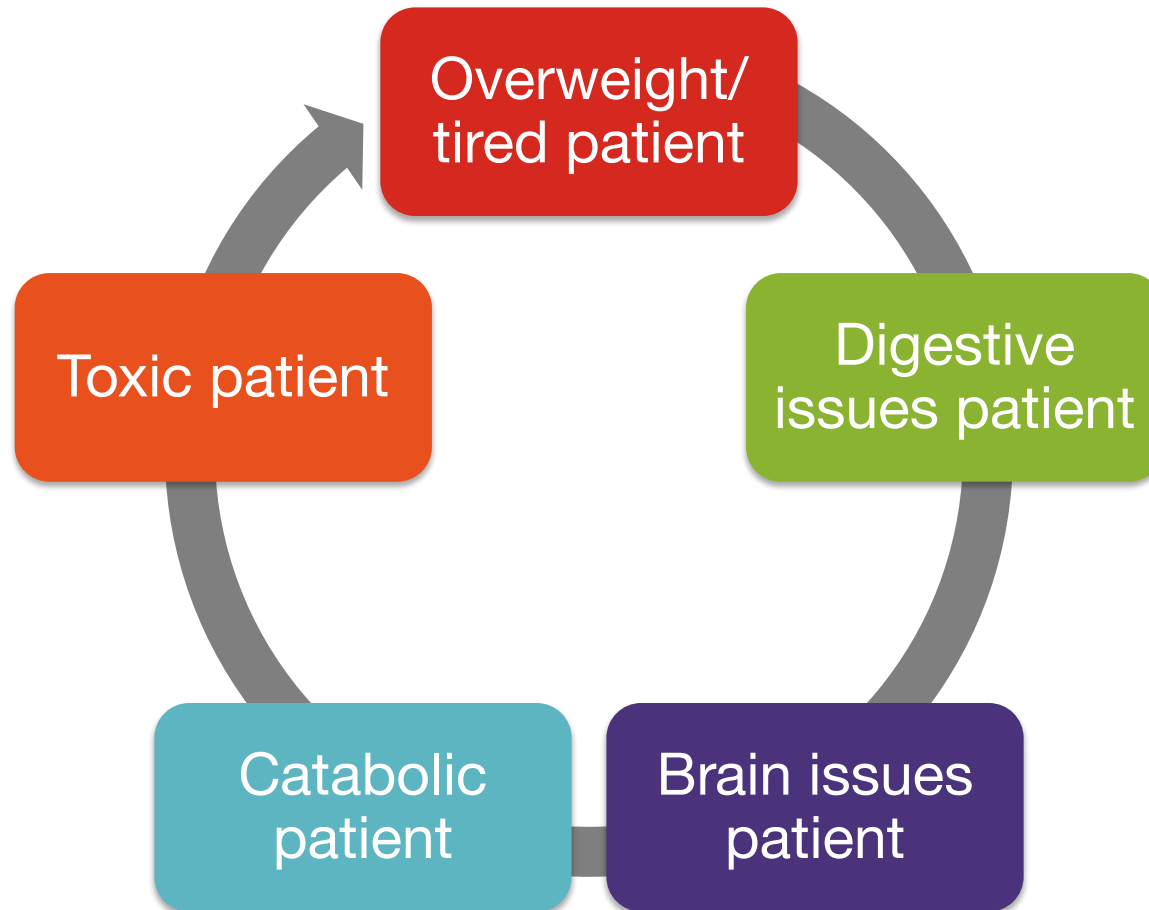 Overweight/
tired patient
Digestive
issues patient
Brain issues
patient
Catabolic
patient
Toxic patient